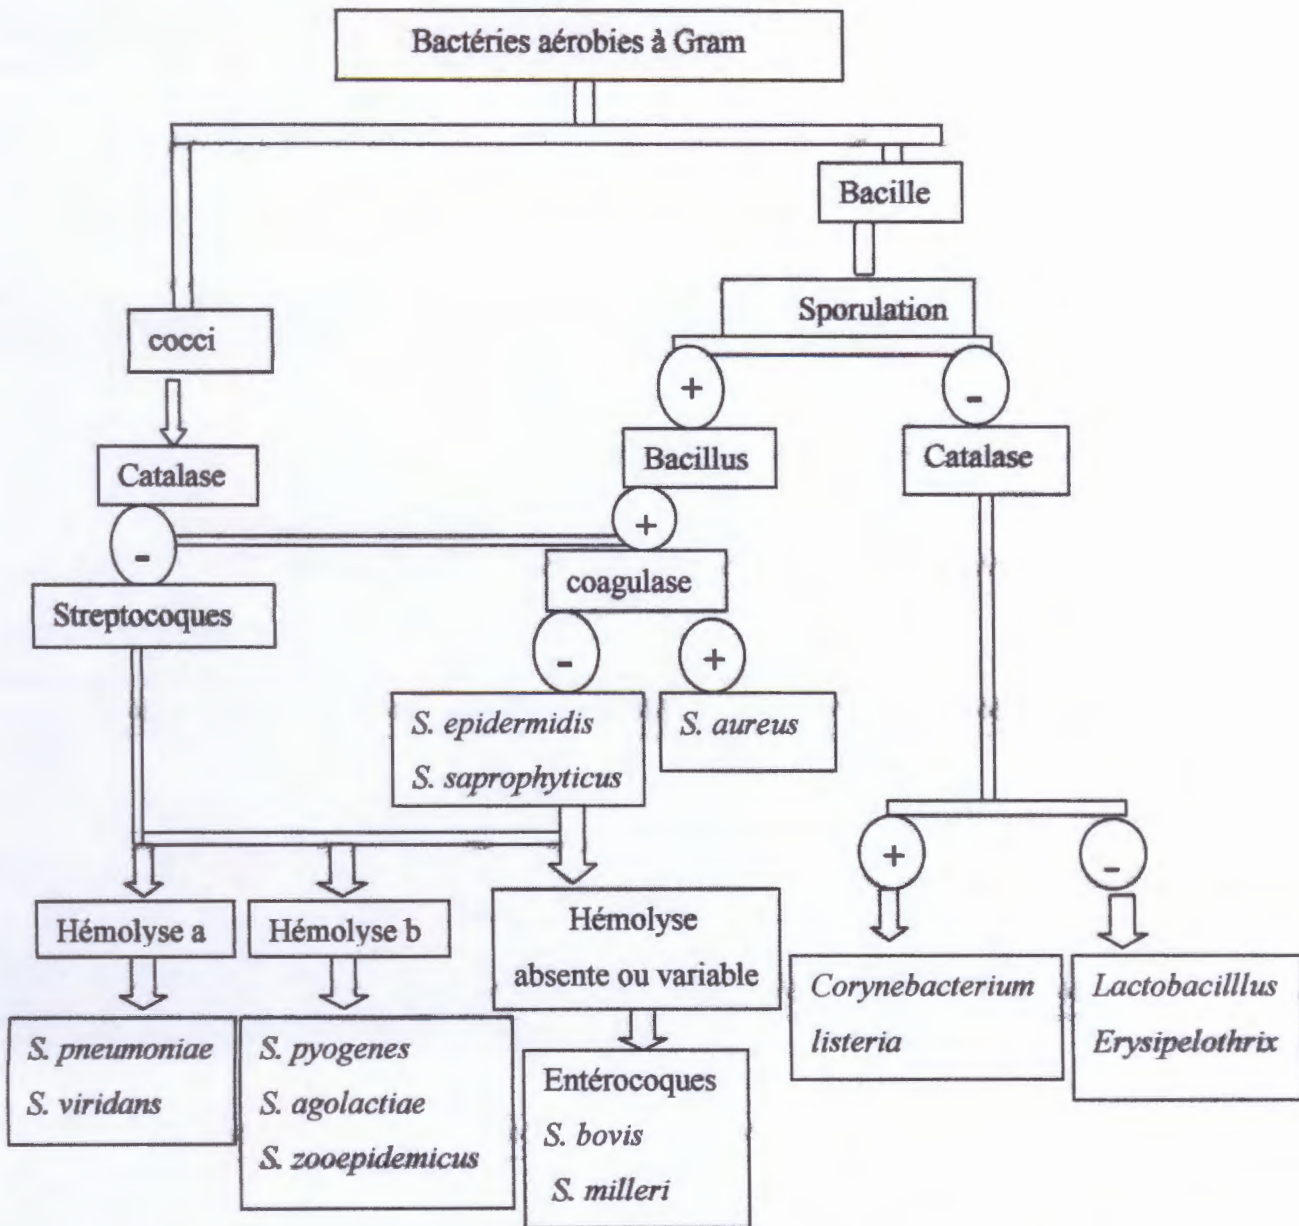 Bactéries aérobies à Gram
Bacille
Sporulation
cocci
+
-
Catalase
Bacillus
Catalase
-
+
Streptocoques
coagulase
-
+
S. epidermidis
S. saprophyticus
S. aureus
+
-
Hémolyse a
Hémolyse b
Hémolyse
absente ou variable
Corynebacterium
listeria
Lactobacilllus
Erysipelothrix
S. pneumoniae
S. viridans
S. pyogenes
S. agolactiae
S. zooepidemicus
Entérocoques
S. bovis
S. milleri